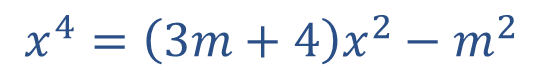 x⁴ = (3m + 4)x² − m²